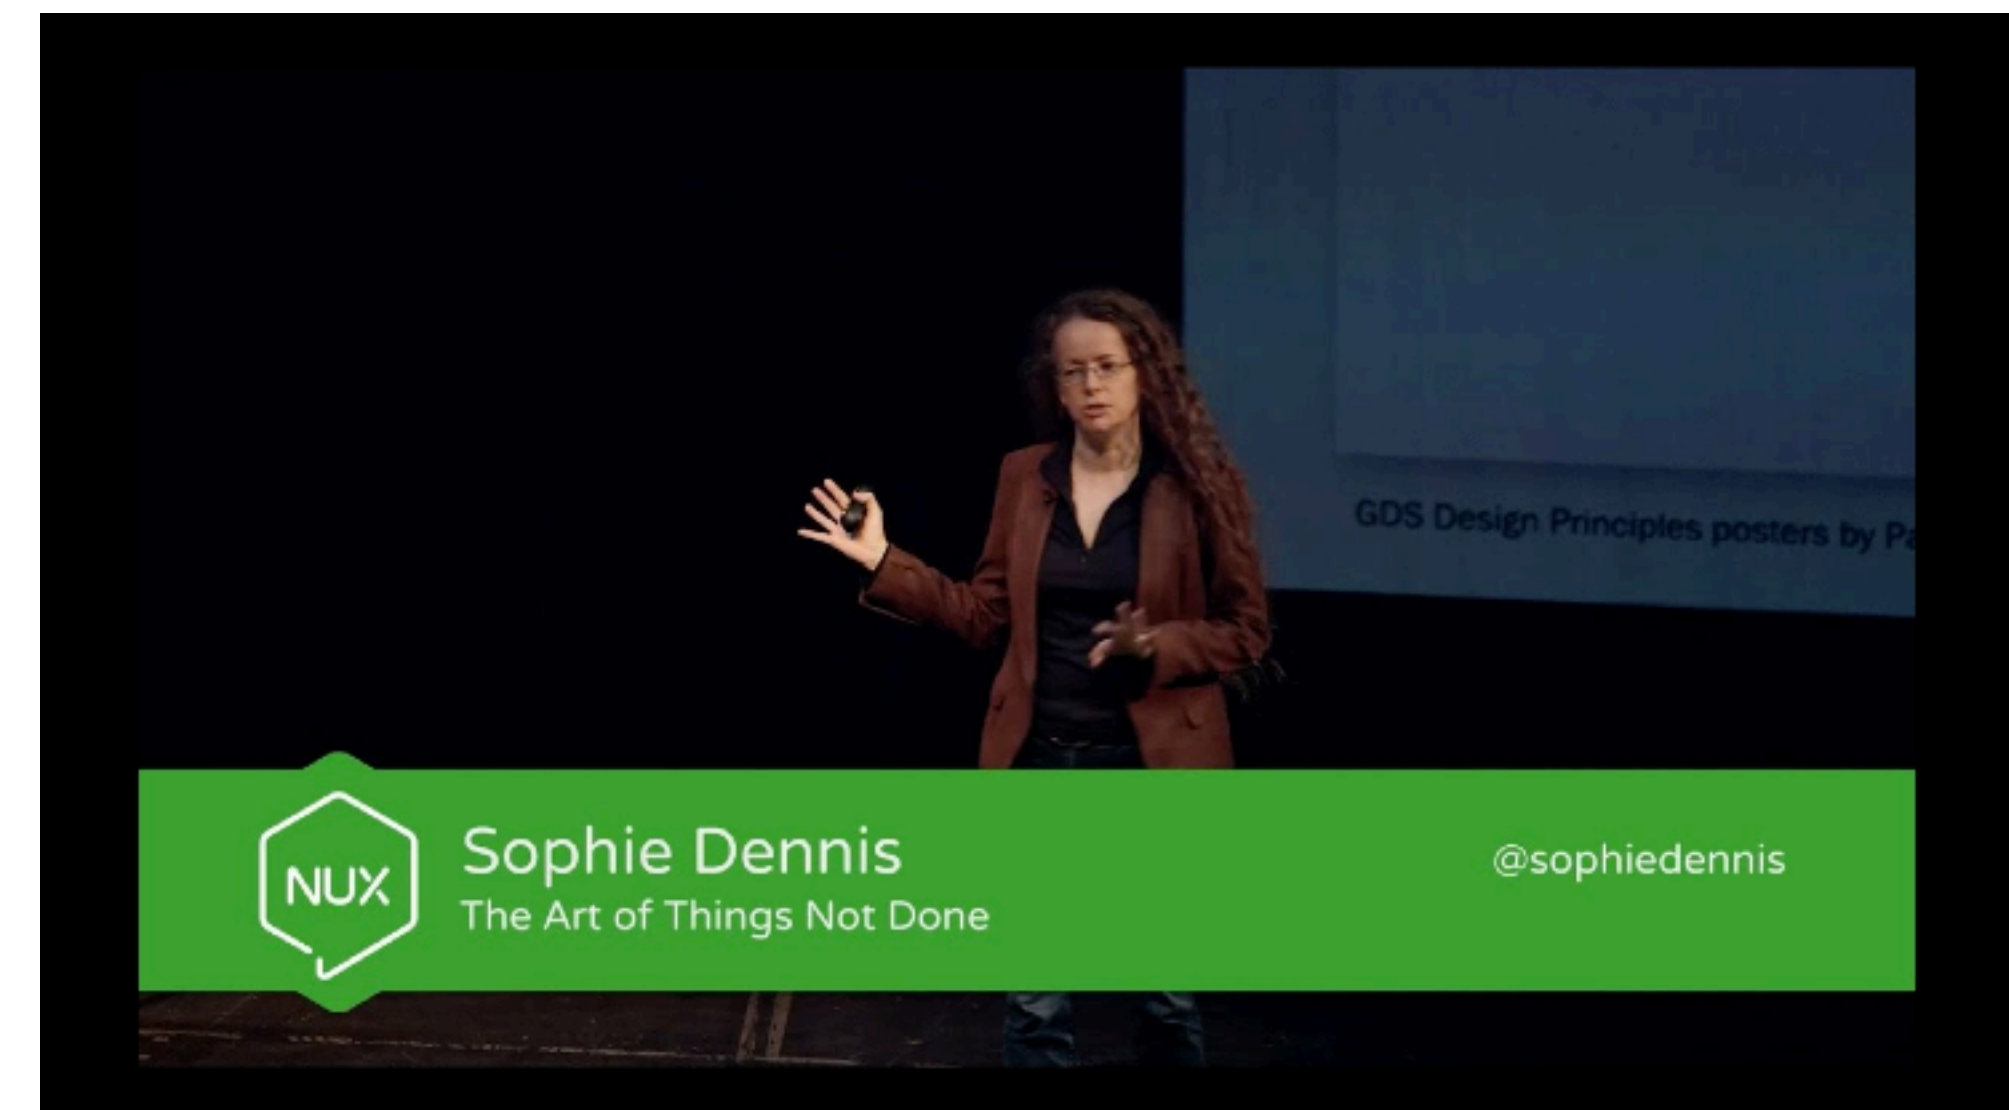 GDS Design Principles posters by
NUX
Sophie Dennis
The Art of Things Not Done
@sophiedennis